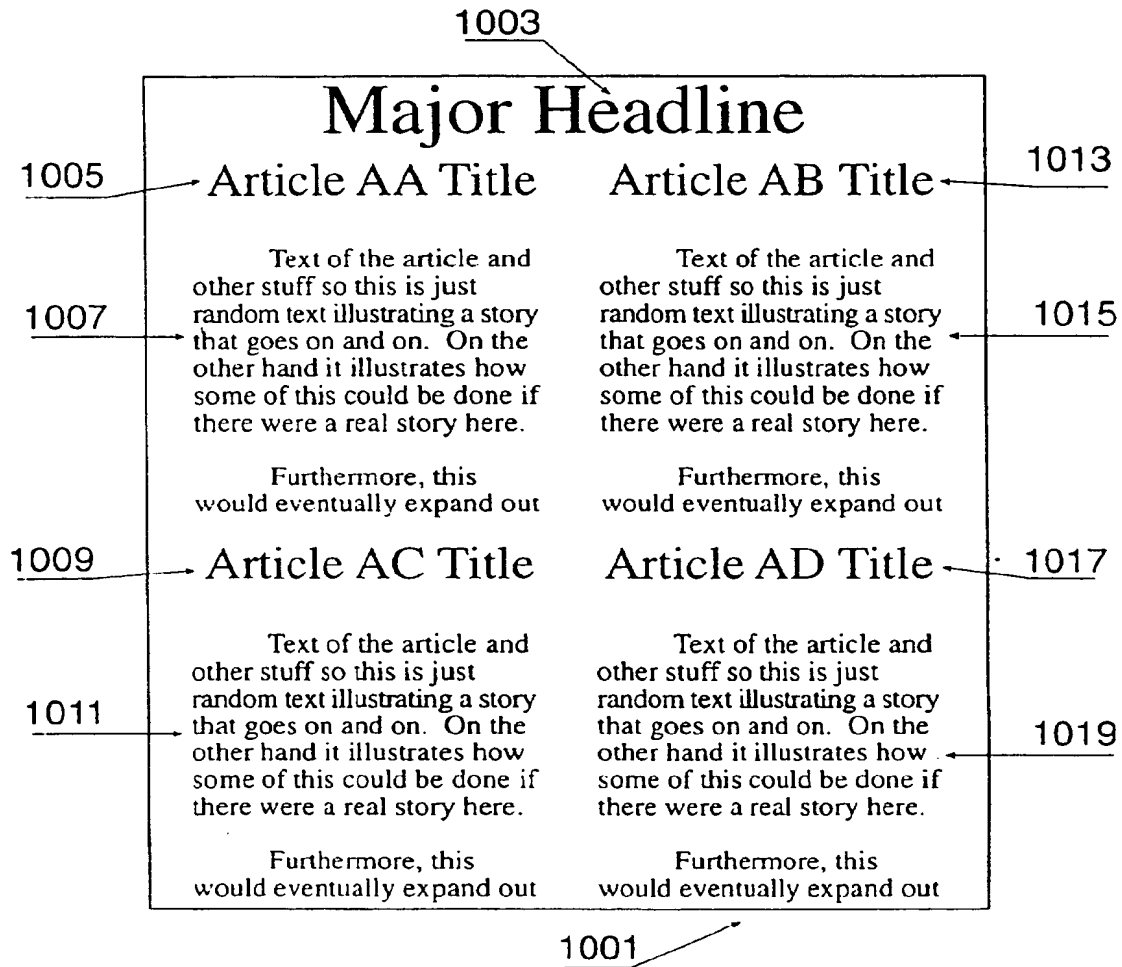 1003
Major Headline
1005
Article AA Title
Text of the article and
other stuff so this is just
random text illustrating a story
that goes on and on. On the
other hand it illustrates how
some of this could be done if
there were a real story here.
Furthermore, this
would eventually expand out
1007
1009
Article AC Title
Text of the article and
other stuff so this is just
random text illustrating a story
that goes on and on. On the
other hand it illustrates how
some of this could be done if
there were a real story here.
Furthermore, this
would eventually expand out
1011
Article AB Title
1013
Text of the article and
other stuff so this is just
random text illustrating a story
that goes on and on. On the
other hand it illustrates how
some of this could be done if
there were a real story here.
Furthermore, this
would eventually expand out
1015
Article AD Title
1017
Text of the article and
other stuff so this is just
random text illustrating a story
that goes on and on. On the
other hand it illustrates how
some of this could be done if
there were a real story here.
Furthermore, this
would eventually expand out
1019
1001